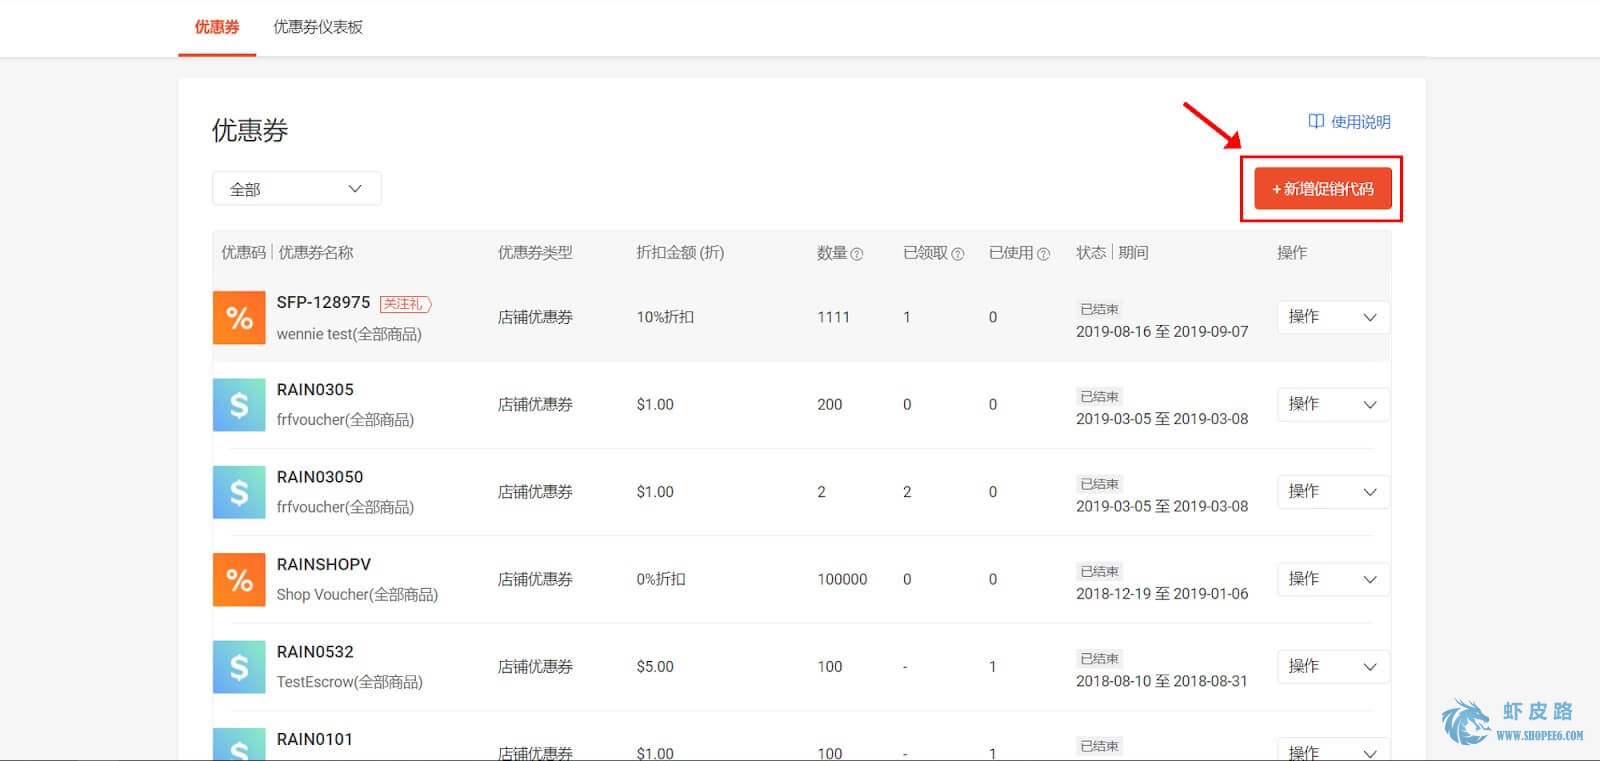 优惠券 优惠券仪表板
优惠券
使用说明
全部
+ 新增促销代码
优惠码 | 优惠券名称 优惠券类型 折扣金额 (折) 数量 ? 已领取 ? 已使用 ? 状态 | 期间 操作
SFP-128975 关注礼
wennie test(全部商品)
店铺优惠券 10%折扣 1111 1 0
已结束
2019-08-16 至 2019-09-07
操作
RAIN0305
frfvoucher(全部商品)
店铺优惠券 $1.00 200 0 0
已结束
2019-03-05 至 2019-03-08
操作
RAIN03050
frfvoucher(全部商品)
店铺优惠券 $1.00 2 2 0
已结束
2019-03-05 至 2019-03-08
操作
RAINSHOPV
Shop Voucher(全部商品)
店铺优惠券 0%折扣 100000 0 0
已结束
2018-12-19 至 2019-01-06
操作
RAIN0532
TestEscrow(全部商品)
店铺优惠券 $5.00 100 - 1
已结束
2018-08-10 至 2018-08-31
操作
RAIN0101
店铺优惠券 $1.00 100 - 1
已结束
操作
虾皮路
WWW.SHOPEE6.COM